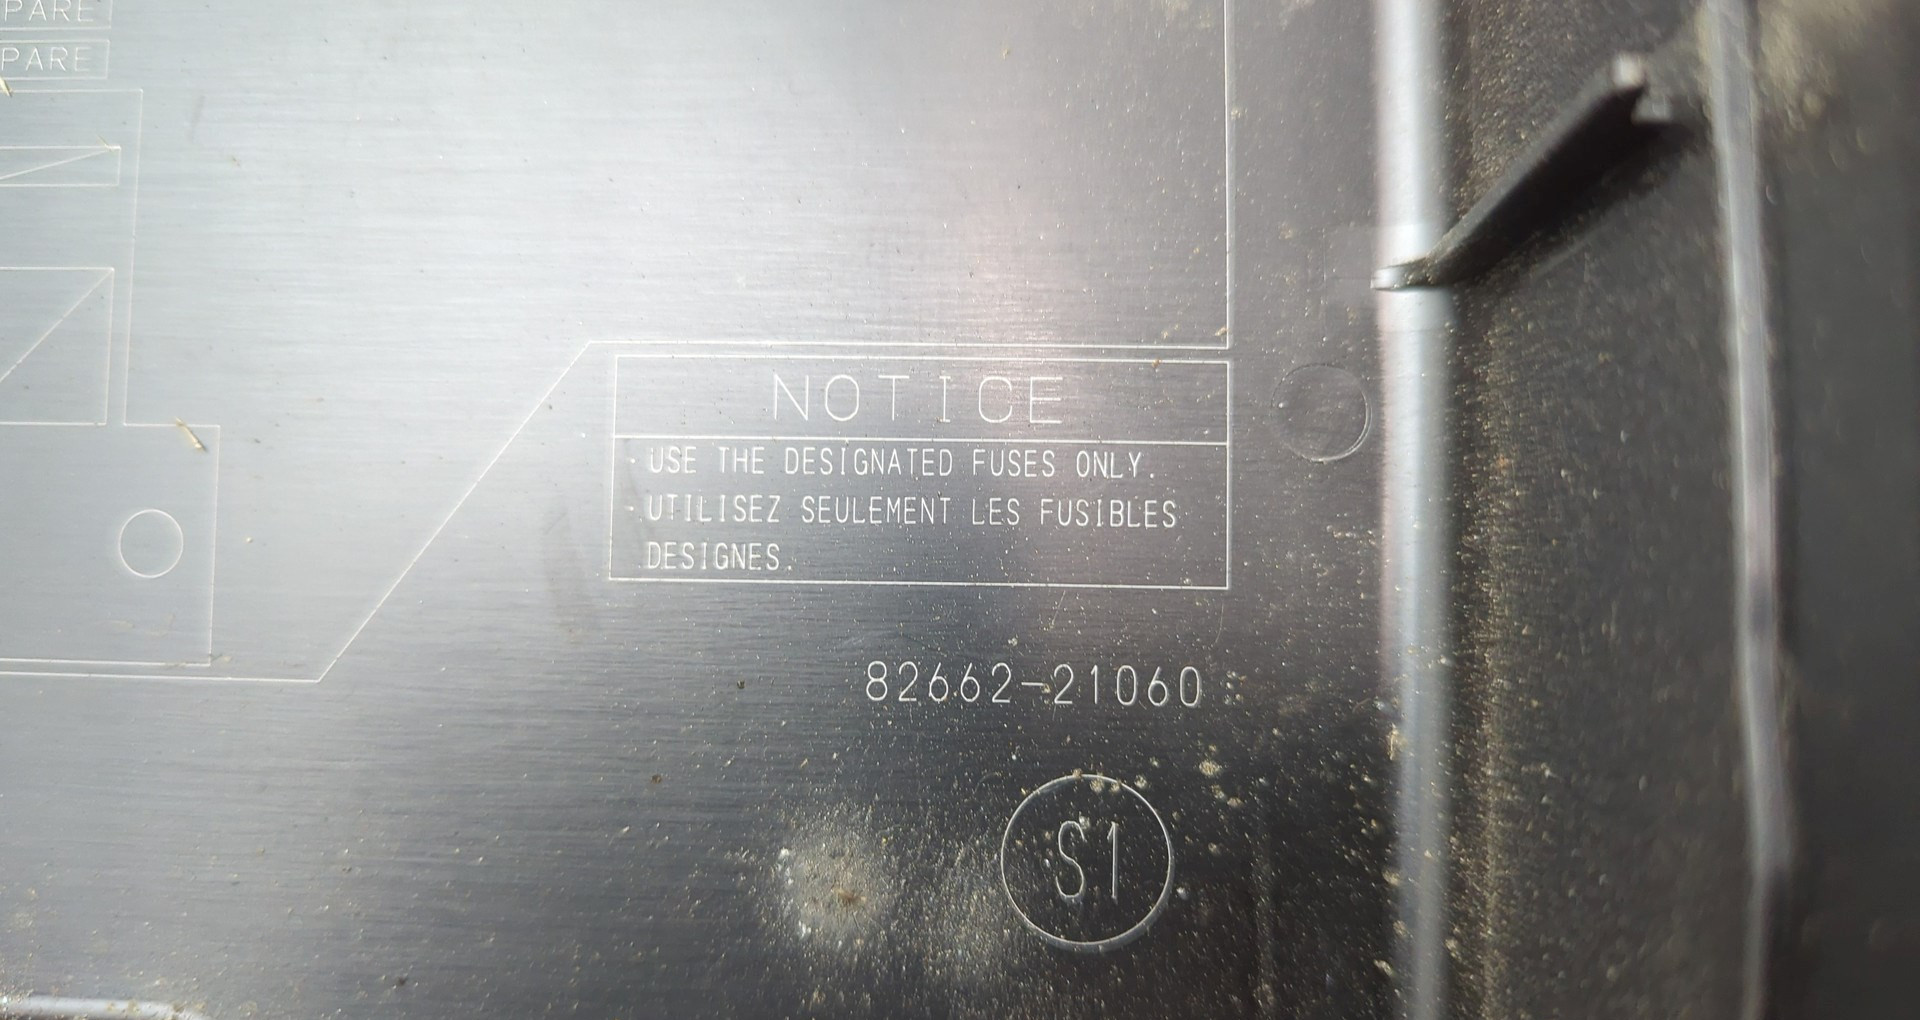 PARE
PARE
NOTICE
· USE THE DESIGNATED FUSES ONLY.
· UTILISEZ SEULEMENT LES FUSIBLES
DESIGNES.
82662-21060
S1